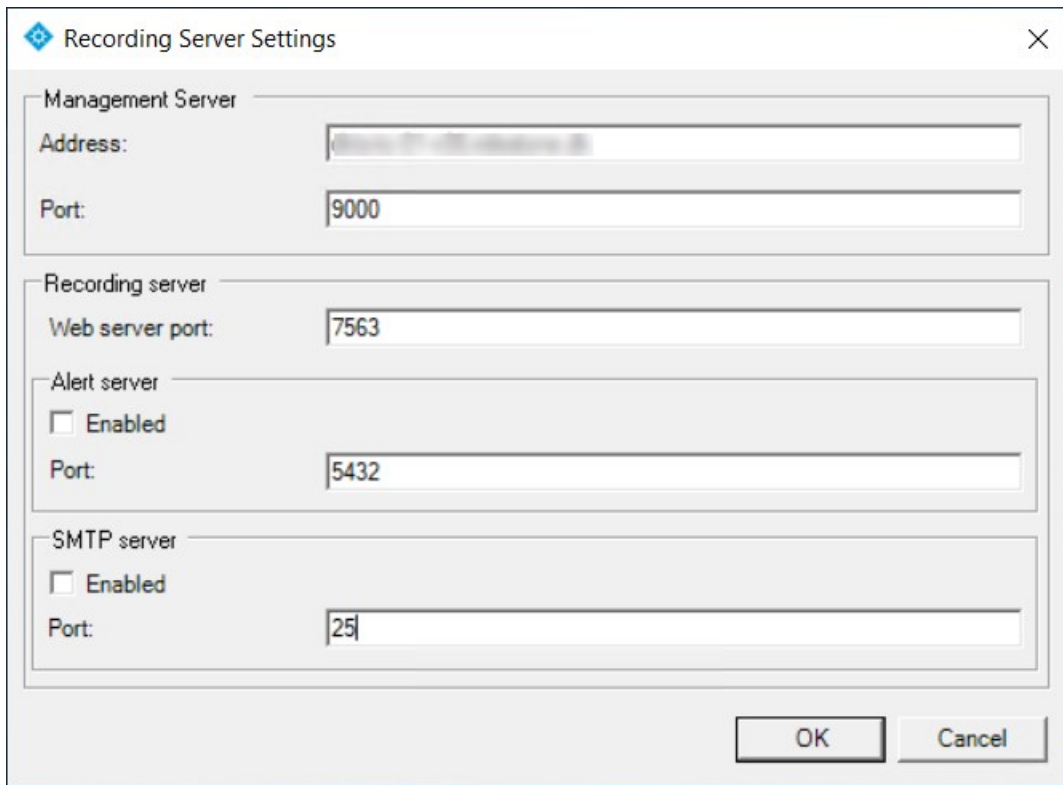 Recording Server Settings
Management Server
Address:
Port: 9000
Recording server
Web server port: 7563
Alert server
Enabled
Port: 5432
SMTP server
Enabled
Port: 25
OK Cancel